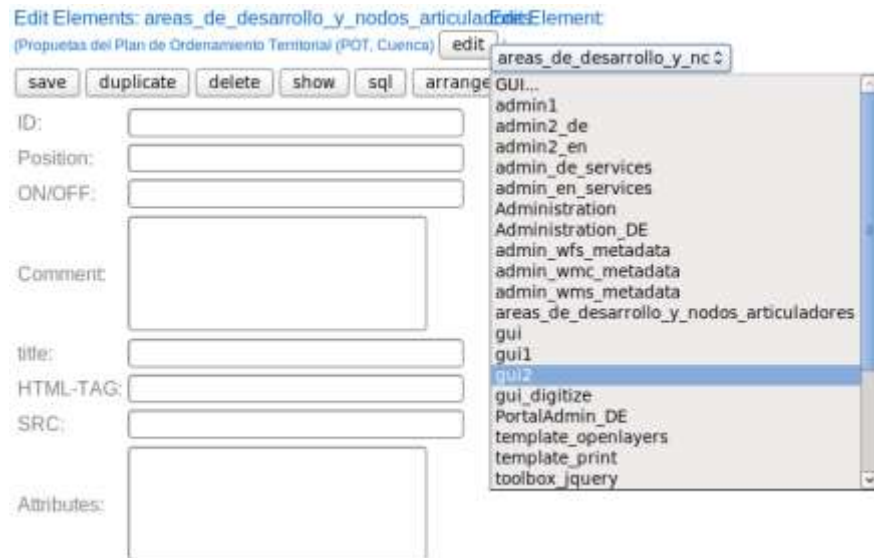 Edit Elements: areas_de_desarrollo_y_nodos_articuladores
Edit Element:
(Propuetas del Plan de Ordenamiento Territorial (POT, Cuenca) edit )
areas_de_desarrollo_y_nc
save duplicate delete show sql arrange
GUI...
admin1
admin2_de
admin2_en
admin_de_services
admin_en_services
Administration
Administration_DE
admin_wfs_metadata
admin_wmc_metadata
admin_wms_metadata
areas_de_desarrollo_y_nodos_articuladores
gui
gui1
gui2
gui_digitize
PortalAdmin_DE
template_openlayers
template_print
toolbox_jquery
ID:
Position:
ON/OFF:
Comment:
title:
HTML-TAG:
SRC:
Attributes: